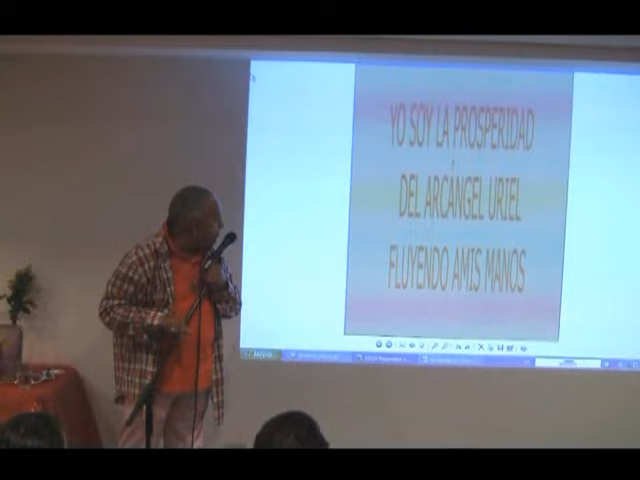 YO SOY LA PROSPERIDAD
DEL ARCÁNGEL URIEL
FLUYENDO AMIS MANOS